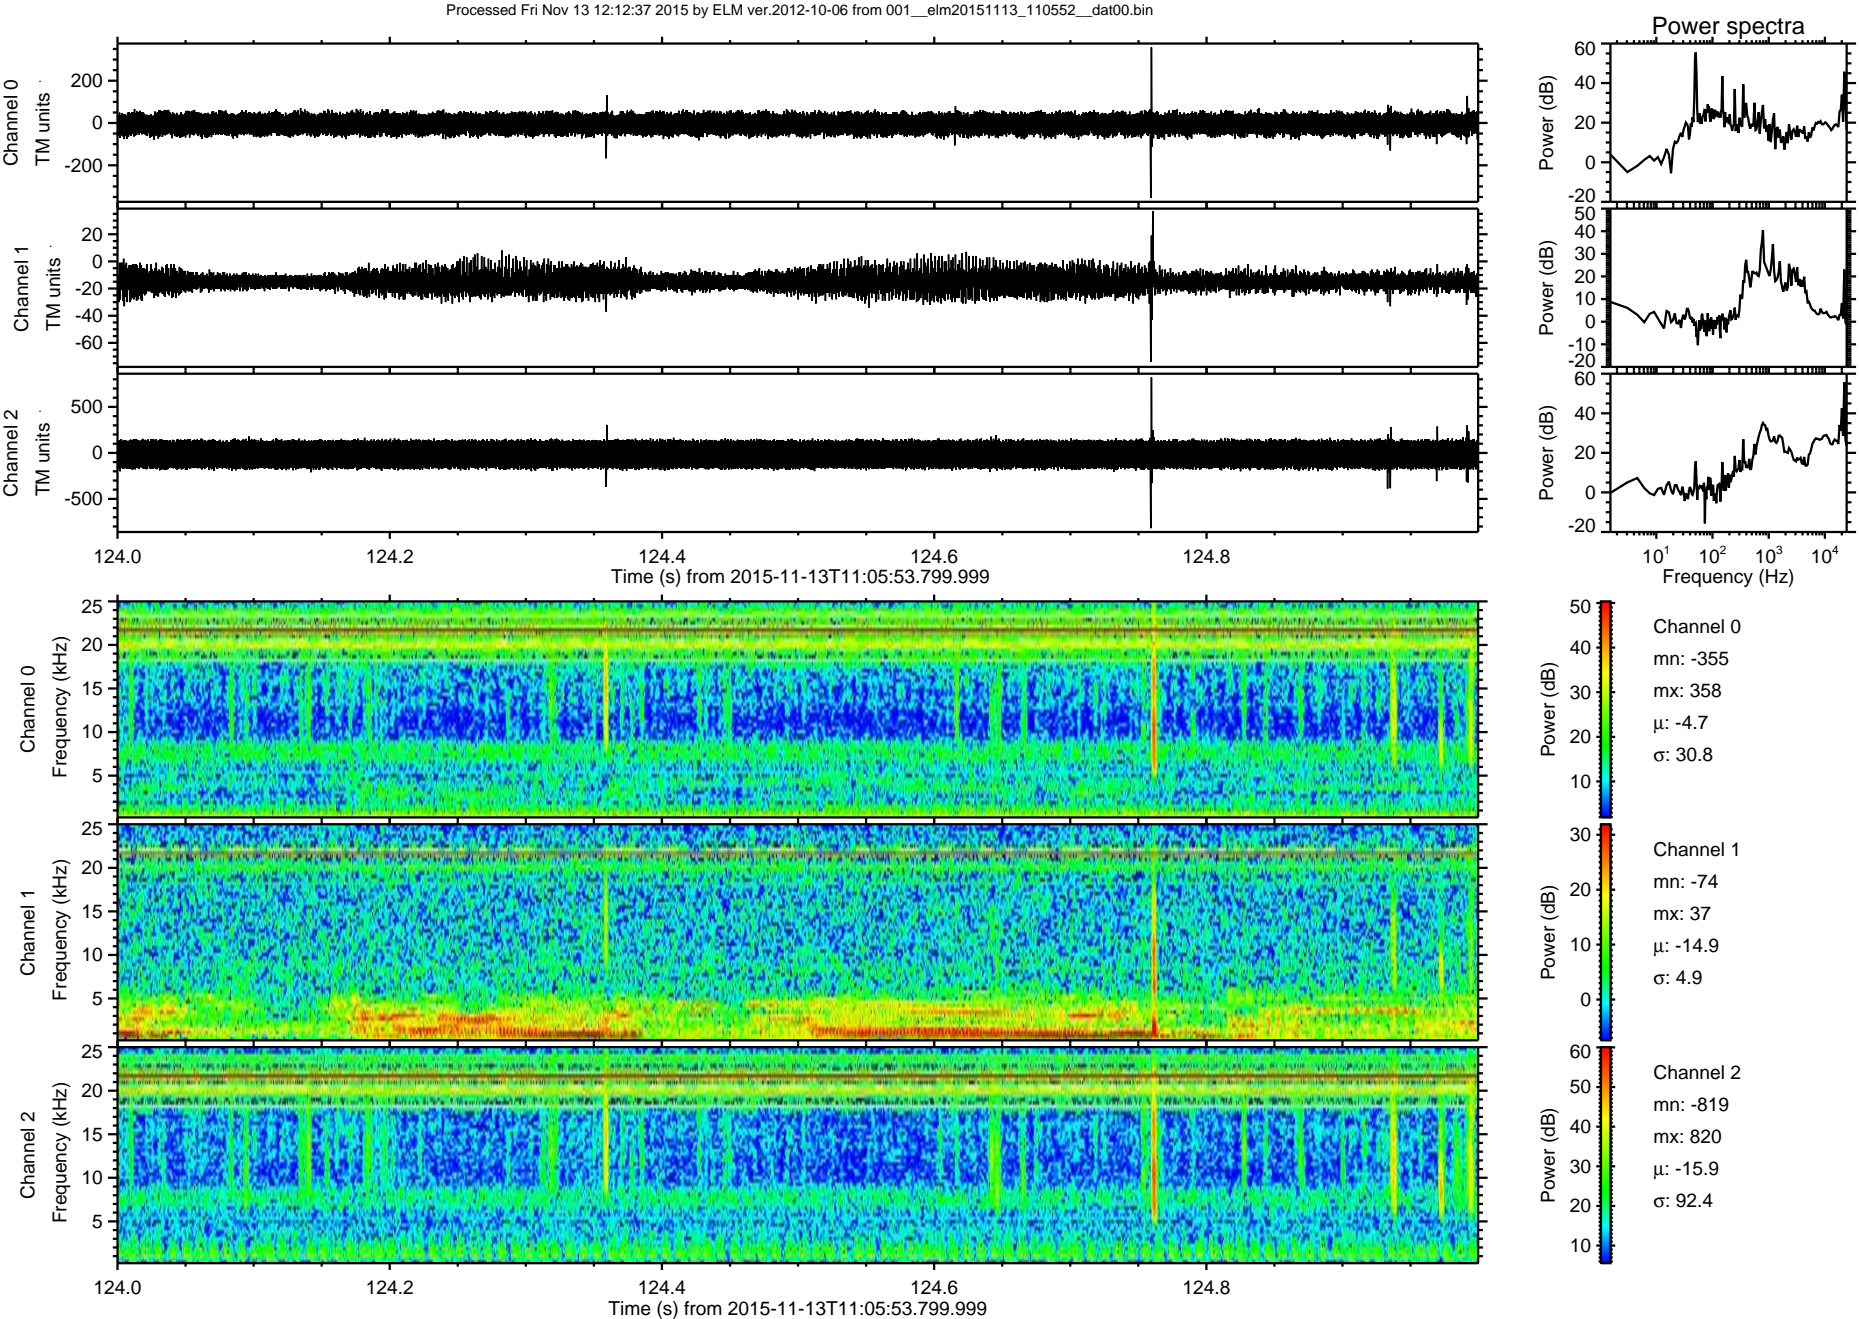 Processed Fri Nov 13 12:12:37 2015 by ELM ver.2012-10-06 from 001__elm20151113_110552__dat00.bin
Power spectra
Channel 0
TM units
200
0
-200
Power (dB)
60
40
20
0
-20
Channel 1
TM units
20
0
-20
-40
-60
Power (dB)
50
40
30
20
10
0
-10
-20
Channel 2
TM units
500
0
-500
Power (dB)
60
40
20
0
-20
124.0 124.2 124.4 124.6 124.8
Time (s) from 2015-11-13T11:05:53.799.999
10¹ 10² 10³ 10⁴
Frequency (Hz)
Channel 0
Frequency (kHz)
25
20
15
10
5
Power (dB)
50
40
30
20
10
Channel 0
mn: -355
mx: 358
µ: -4.7
σ: 30.8
Channel 1
Frequency (kHz)
25
20
15
10
5
Power (dB)
30
20
10
0
Channel 1
mn: -74
mx: 37
µ: -14.9
σ: 4.9
Channel 2
Frequency (kHz)
25
20
15
10
5
Power (dB)
60
50
40
30
20
10
Channel 2
mn: -819
mx: 820
µ: -15.9
σ: 92.4
124.0 124.2 124.4 124.6 124.8
Time (s) from 2015-11-13T11:05:53.799.999